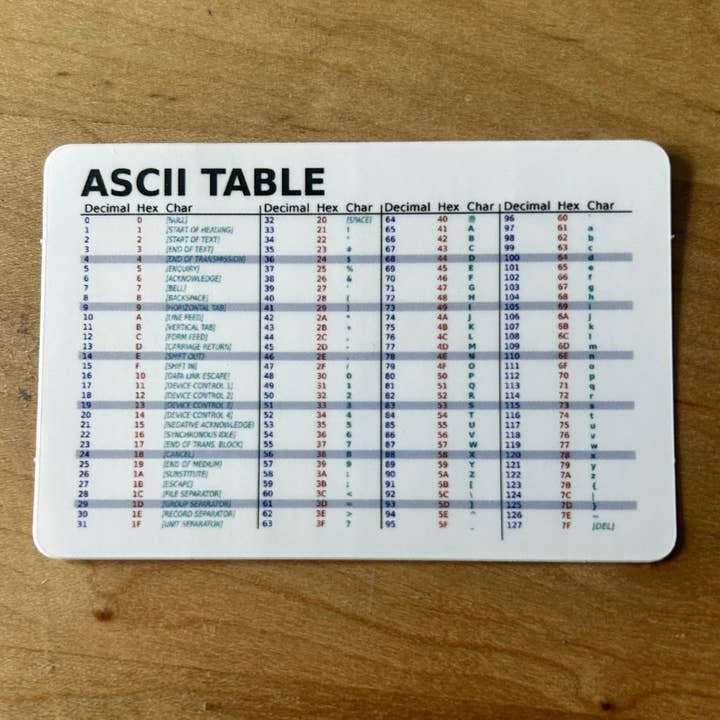 ASCII TABLE
Decimal Hex Char Decimal Hex Char Decimal Hex Char Decimal Hex Char
0 0 [NULL] 32 20 [SPACE] 64 40 @ 96 60 `
1 1 [START OF HEADING] 33 21 ! 65 41 A 97 61 a
2 2 [START OF TEXT] 34 22 " 66 42 B 98 62 b
3 3 [END OF TEXT] 35 23 # 67 43 C 99 63 c
4 4 [END OF TRANSMISSION] 36 24 $ 68 44 D 100 64 d
5 5 [ENQUIRY] 37 25 % 69 45 E 101 65 e
6 6 [ACKNOWLEDGE] 38 26 & 70 46 F 102 66 f
7 7 [BELL] 39 27 ' 71 47 G 103 67 g
8 8 [BACKSPACE] 40 28 ( 72 48 H 104 68 h
9 9 [HORIZONTAL TAB] 41 29 ) 73 49 I 105 69 i
10 A [LINE FEED] 42 2A * 74 4A J 106 6A j
11 B [VERTICAL TAB] 43 2B + 75 4B K 107 6B k
12 C [FORM FEED] 44 2C , 76 4C L 108 6C l
13 D [CARRIAGE RETURN] 45 2D - 77 4D M 109 6D m
14 E [SHIFT OUT] 46 2E . 78 4E N 110 6E n
15 F [SHIFT IN] 47 2F / 79 4F O 111 6F o
16 10 [DATA LINK ESCAPE] 48 30 0 80 50 P 112 70 p
17 11 [DEVICE CONTROL 1] 49 31 1 81 51 Q 113 71 q
18 12 [DEVICE CONTROL 2] 50 32 2 82 52 R 114 72 r
19 13 [DEVICE CONTROL 3] 51 33 3 83 53 S 115 73 s
20 14 [DEVICE CONTROL 4] 52 34 4 84 54 T 116 74 t
21 15 [NEGATIVE ACKNOWLEDGE] 53 35 5 85 55 U 117 75 u
22 16 [SYNCHRONOUS IDLE] 54 36 6 86 56 V 118 76 v
23 17 [END OF TRANS. BLOCK] 55 37 7 87 57 W 119 77 w
24 18 [CANCEL] 56 38 8 88 58 X 120 78 x
25 19 [END OF MEDIUM] 57 39 9 89 59 Y 121 79 y
26 1A [SUBSTITUTE] 58 3A : 90 5A Z 122 7A z
27 1B [ESCAPE] 59 3B ; 91 5B [ 123 7B {
28 1C [FILE SEPARATOR] 60 3C < 92 5C \ 124 7C |
29 1D [GROUP SEPARATOR] 61 3D = 93 5D ] 125 7D }
30 1E [RECORD SEPARATOR] 62 3E > 94 5E ^ 126 7E ~
31 1F [UNIT SEPARATOR] 63 3F ? 95 5F _ 127 7F [DEL]